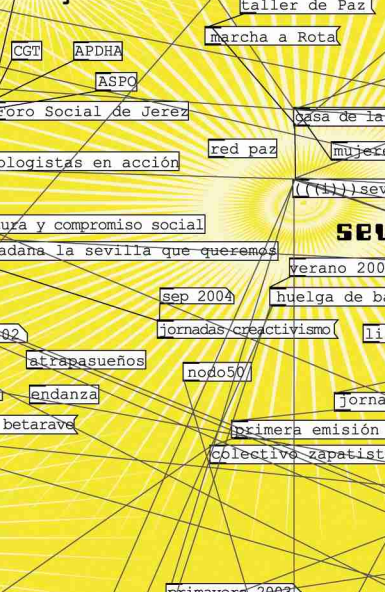 taller de Paz
marcha a Rota
CGT
APDHA
ASPO
Foro Social de Jerez
casa de la
red paz
mujere
ologistas en acción
(((i)))sev
ura y compromiso social
sev
adana la sevilla que queremos
verano 200
sep 2004
huelga de ba
jornadas creactivismo
li
02
atrapasueños
nodo50
endanza
jorna
betarave
primera emisión
colectivo zapatist
primavera 2003